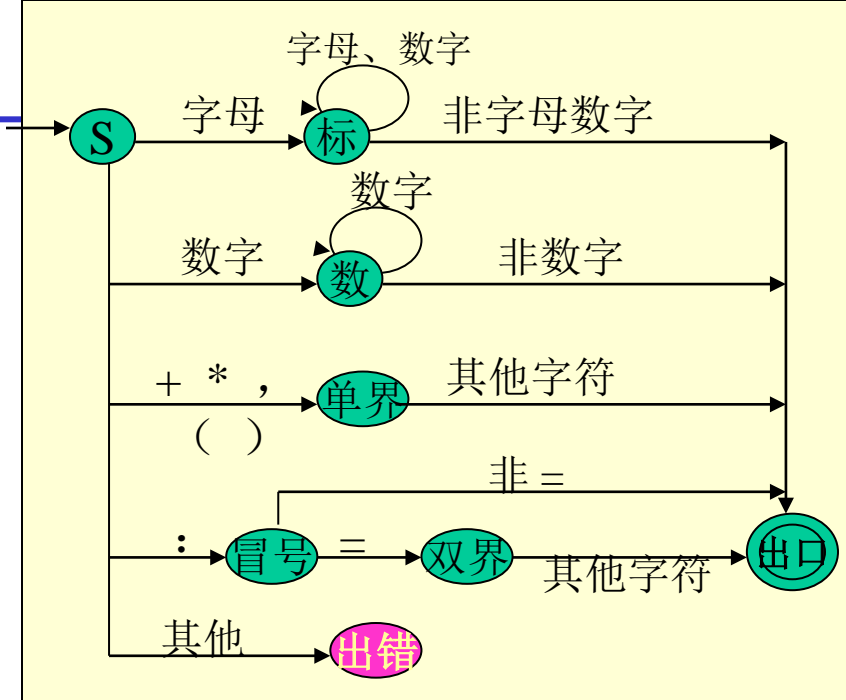 字母、数字
S
字母
标
非字母数字
数字
数字
数
非数字
+ * ,
( )
单界
其他字符
非 =
:
冒号
=
双界
其他字符
出口
其他
出错